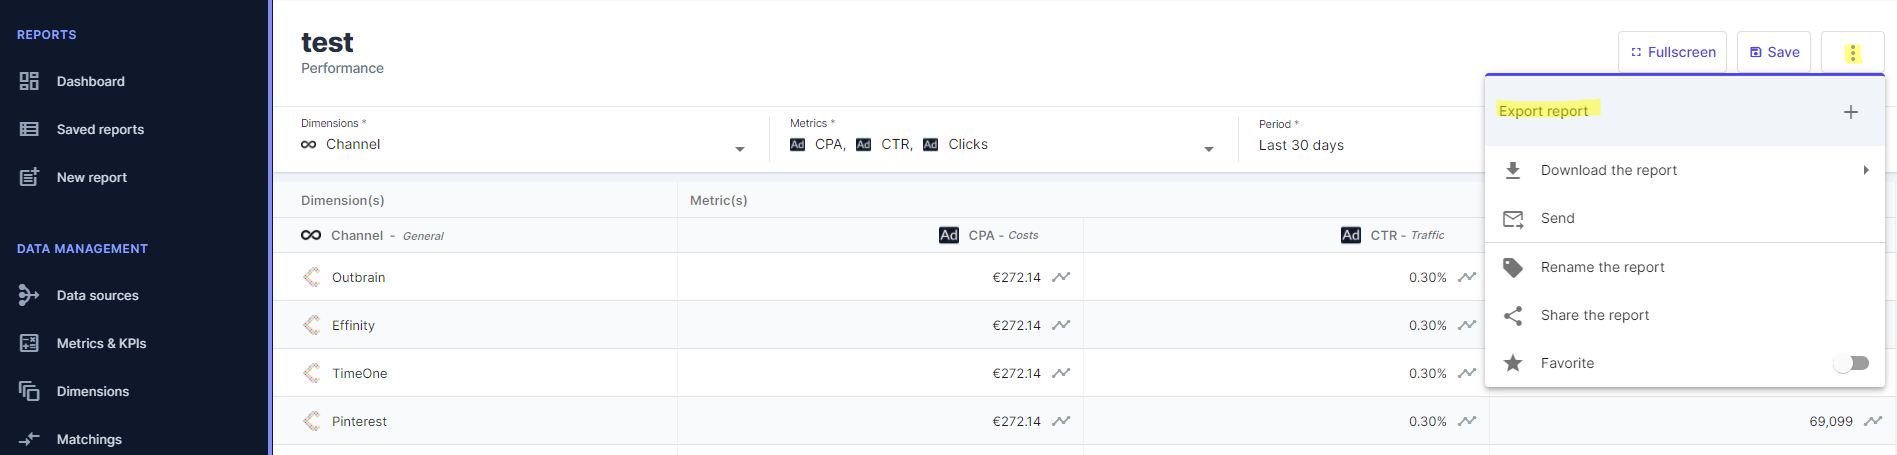 REPORTS
Dashboard
Saved reports
New report
DATA MANAGEMENT
Data sources
Metrics & KPIs
Dimensions
Matchings
test
Performance
Fullscreen
Save
Dimensions *
Channel
Metrics *
Ad CPA, Ad CTR, Ad Clicks
Period *
Last 30 days
Export report
Download the report
Send
Rename the report
Share the report
Favorite
Dimension(s) Metric(s)
Channel - General Ad CPA - Costs Ad CTR - Traffic
Outbrain €272.14 0.30%
Effinity €272.14 0.30%
TimeOne €272.14 0.30%
Pinterest €272.14 0.30% 69,099